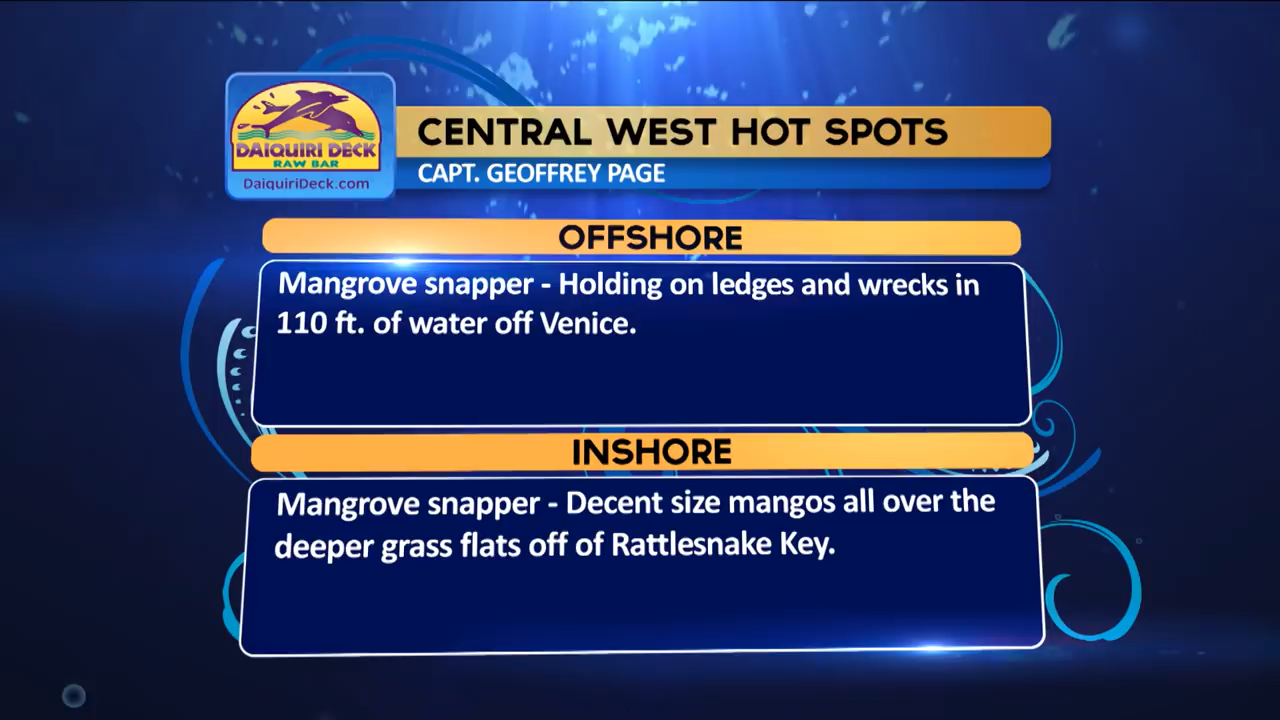 DAIQUIRI DECK
RAW BAR
DaiquiriDeck.com
CENTRAL WEST HOT SPOTS
CAPT. GEOFFREY PAGE
OFFSHORE
Mangrove snapper - Holding on ledges and wrecks in
110 ft. of water off Venice.
INSHORE
Mangrove snapper - Decent size mangos all over the
deeper grass flats off of Rattlesnake Key.